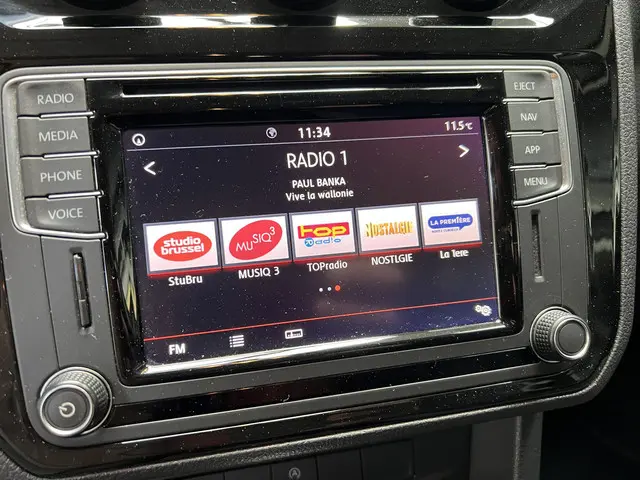 RADIO
MEDIA
PHONE
VOICE
EJECT
NAV
APP
MENU
11:34
11.5°C
RADIO 1
PAUL BANKA
Vive la wallonie
studio brussel
MUSIQ3
top radio
NOSTALGIE
LA PREMIÈRE
StuBru
MUSIQ 3
TOPradio
NOSTLGIE
La 1ere
FM